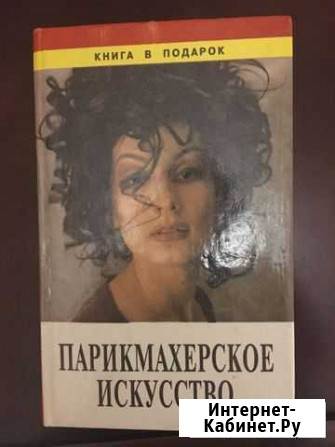 КНИГА В ПОДАРОК
ПАРИКМАХЕРСКОЕ
ИСКУССТВО
Интернет-
Кабинет.Ру